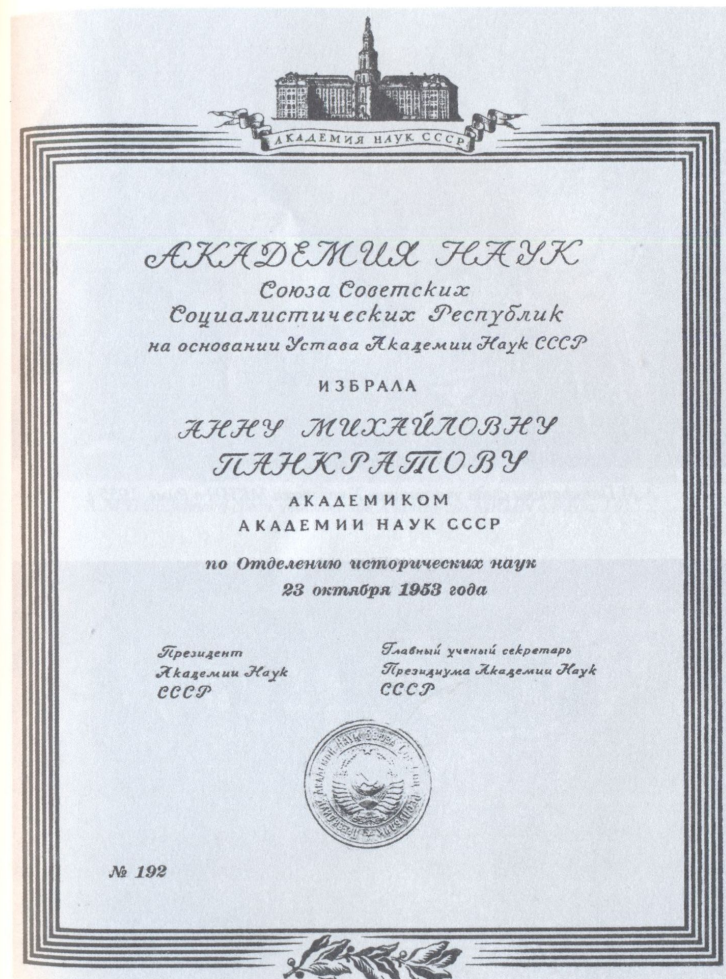 АКАДЕМИЯ НАУК СССР
АКАДЕМИЯ НАУК
Союза Советских
Социалистических Республик
на основании Устава Академии Наук СССР
ИЗБРАЛА
АННУ МИХАЙЛОВНУ
ПАНКРАТОВУ
АКАДЕМИКОМ
АКАДЕМИИ НАУК СССР
по Отделению исторических наук
23 октября 1953 года
Президент
Академии Наук
СССР
Главный ученый секретарь
Президиума Академии Наук
СССР
№ 192